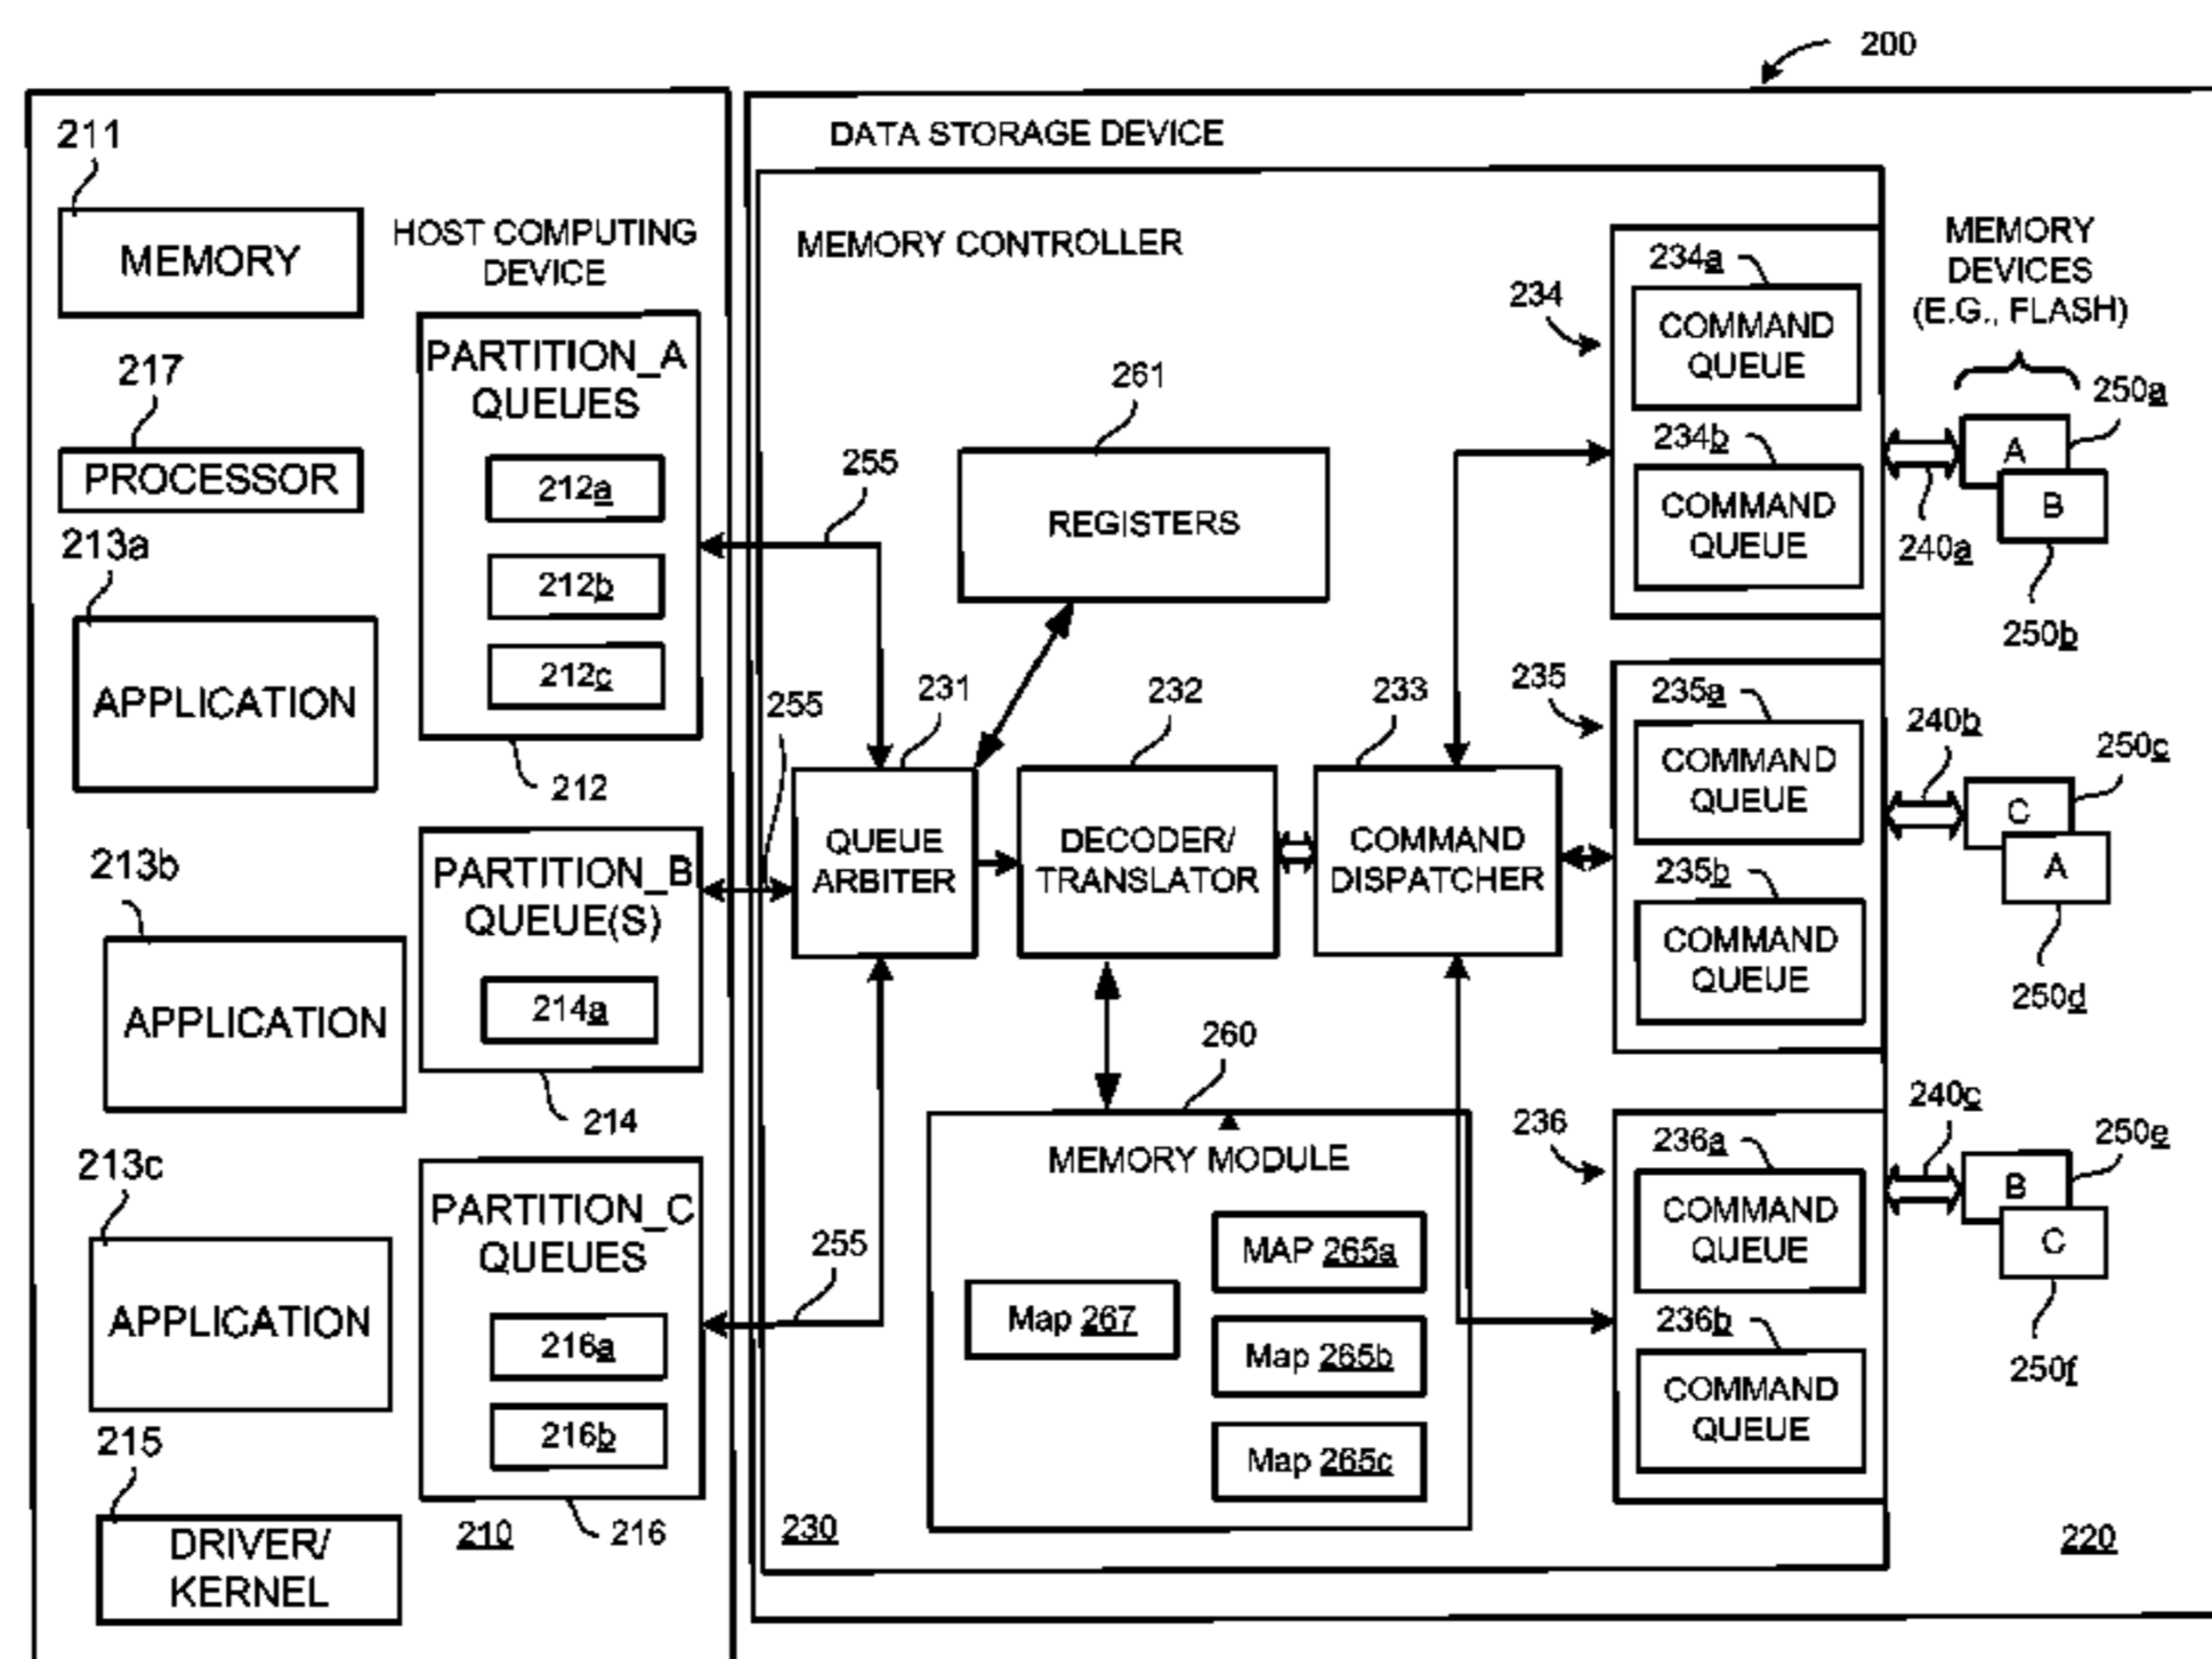 200
211
MEMORY
HOST COMPUTING
DEVICE
217
PROCESSOR
213a
APPLICATION
213b
APPLICATION
213c
APPLICATION
215
DRIVER/
KERNEL
PARTITION_A
QUEUES
212a
212b
212c
212
PARTITION_B
QUEUE(S)
214a
214
PARTITION_C
QUEUES
216a
216b
216
210
DATA STORAGE DEVICE
MEMORY CONTROLLER
255
255
255
261
REGISTERS
231
QUEUE
ARBITER
232
DECODER/
TRANSLATOR
233
COMMAND
DISPATCHER
260
MEMORY MODULE
Map 267
MAP 265a
Map 265b
Map 265c
230
234
234a
COMMAND
QUEUE
234b
COMMAND
QUEUE
235
235a
COMMAND
QUEUE
235b
COMMAND
QUEUE
236
236a
COMMAND
QUEUE
236b
COMMAND
QUEUE
MEMORY
DEVICES
(E.G., FLASH)
250a
A
B
240a
250b
240b
250c
C
A
250d
240c
250e
B
C
250f
220